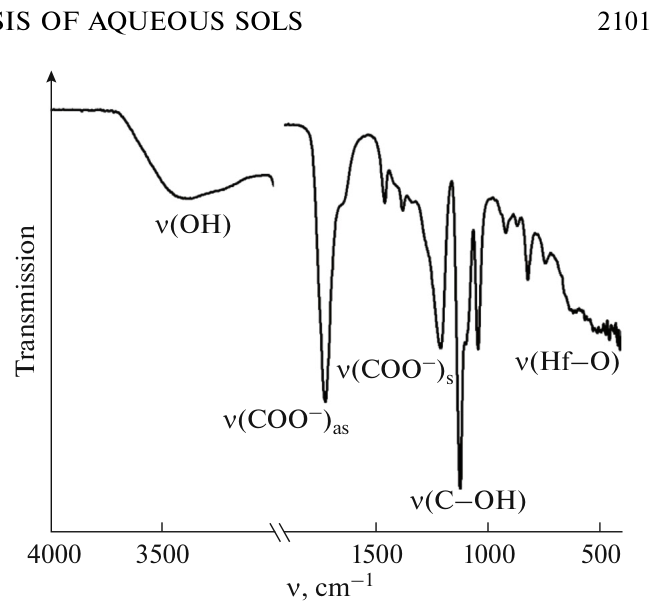 SIS OF AQUEOUS SOLS 2101
Transmission
ν(OH)
ν(COO⁻)ₛ
ν(Hf–O)
ν(COO⁻)ₐₛ
ν(C–OH)
4000 3500 1500 1000 500
ν, cm⁻¹